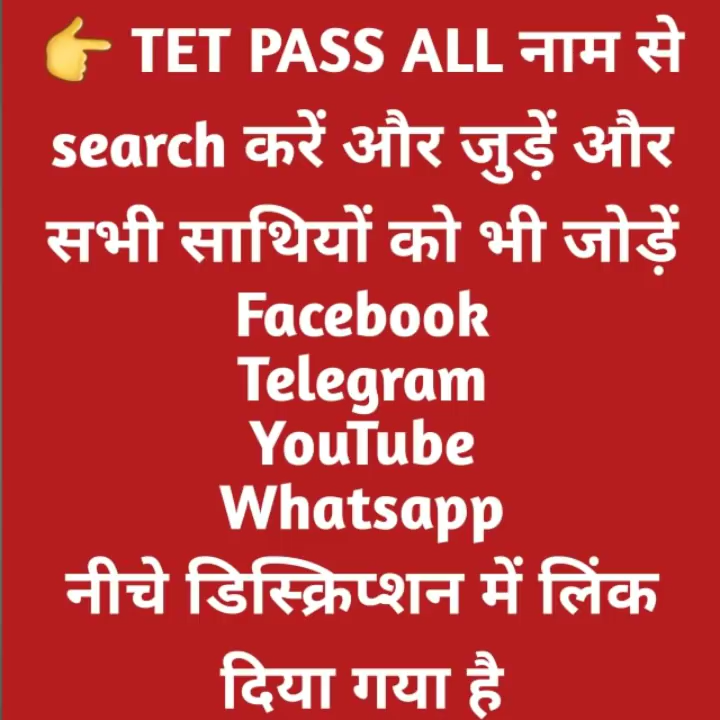 👉 TET PASS ALL नाम से
search करें और जुड़ें और
सभी साथियों को भी जोड़ें
Facebook
Telegram
YouTube
Whatsapp
नीचे डिस्क्रिप्शन में लिंक
दिया गया है